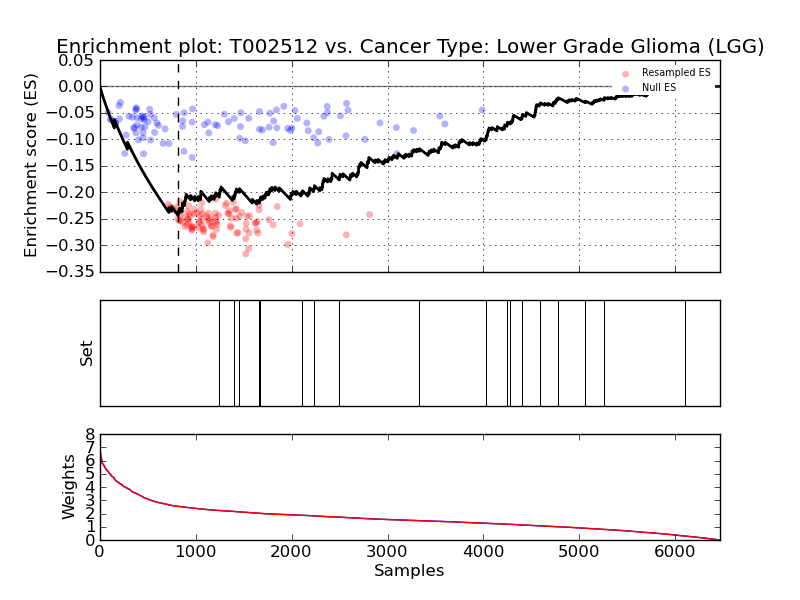 Enrichment plot: T002512 vs. Cancer Type: Lower Grade Glioma (LGG)
Enrichment score (ES)
0.05
0.00
−0.05
−0.10
−0.15
−0.20
−0.25
−0.30
−0.35
Resampled ES
Null ES
Set
Weights
8
7
6
5
4
3
2
1
0
0 1000 2000 3000 4000 5000 6000
Samples